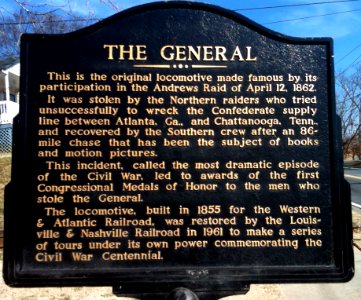 THE GENERAL
This is the original locomotive made famous by its
participation in the Andrews Raid of April 12, 1862.
It was stolen by the Northern raiders who tried
unsuccessfully to wreck the Confederate supply
line between Atlanta, Ga., and Chattanooga, Tenn.,
and recovered by the Southern crew after an 86-
mile chase that has been the subject of books
and motion pictures.
This incident, called the most dramatic episode
of the Civil War, led to awards of the first
Congressional Medals of Honor to the men who
stole the General.
The locomotive, built in 1855 for the Western
& Atlantic Railroad, was restored by the Louis-
ville & Nashville Railroad in 1961 to make a series
of tours under its own power commemorating the
Civil War Centennial.